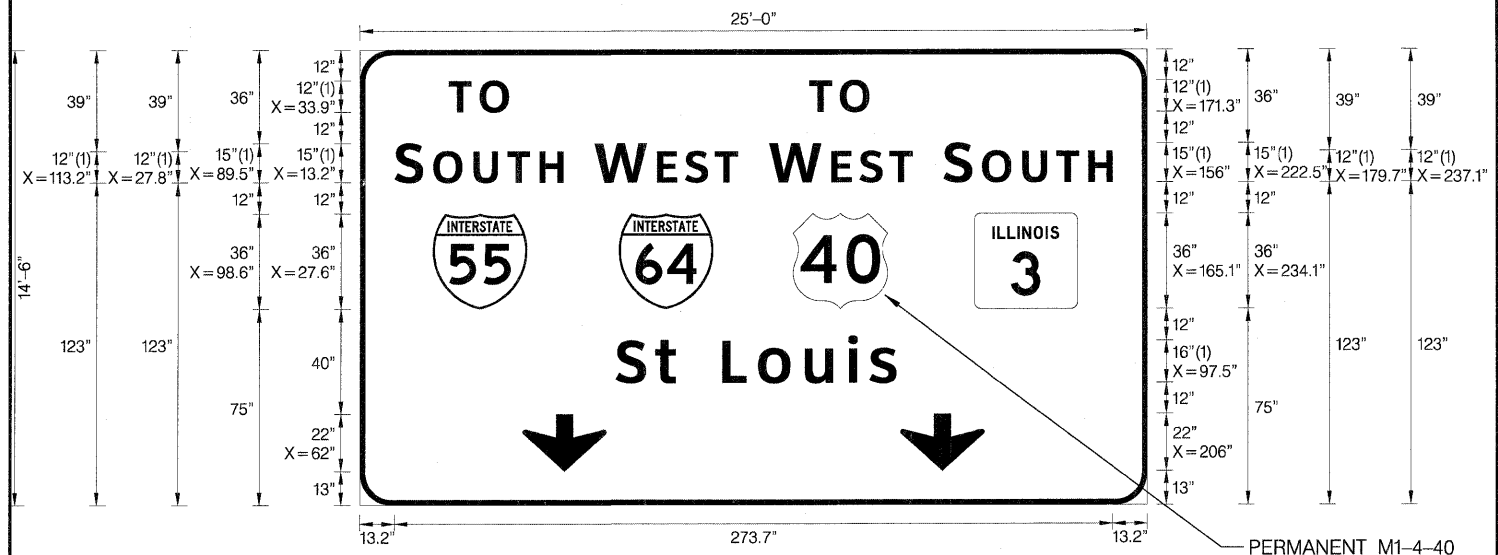 25'-0"
12"
12"(1)
X=33.9"
12"
15"(1)
X=13.2"
12"
36"
X=27.6"
40"
22"
X=62"
13"
36"
15"(1)
X=89.5"
12"
36"
X=98.6"
75"
39"
12"(1)
X=27.8"
123"
39"
12"(1)
X=113.2"
123"
14'-6"
TO TO
SOUTH WEST WEST SOUTH
INTERSTATE INTERSTATE ILLINOIS
55 64 40 3
St Louis
12"
12"(1)
X=171.3"
12"
15"(1)
X=156"
12"
36"
X=165.1"
12"
16"(1)
X=97.5"
12"
22"
X=206"
13"
36"
15"(1)
X=222.5"
12"
36"
X=234.1"
75"
39"
12"(1)
X=179.7"
123"
39"
12"(1)
X=237.1"
123"
13.2" 273.7" 13.2"
PERMANENT M1-4-40